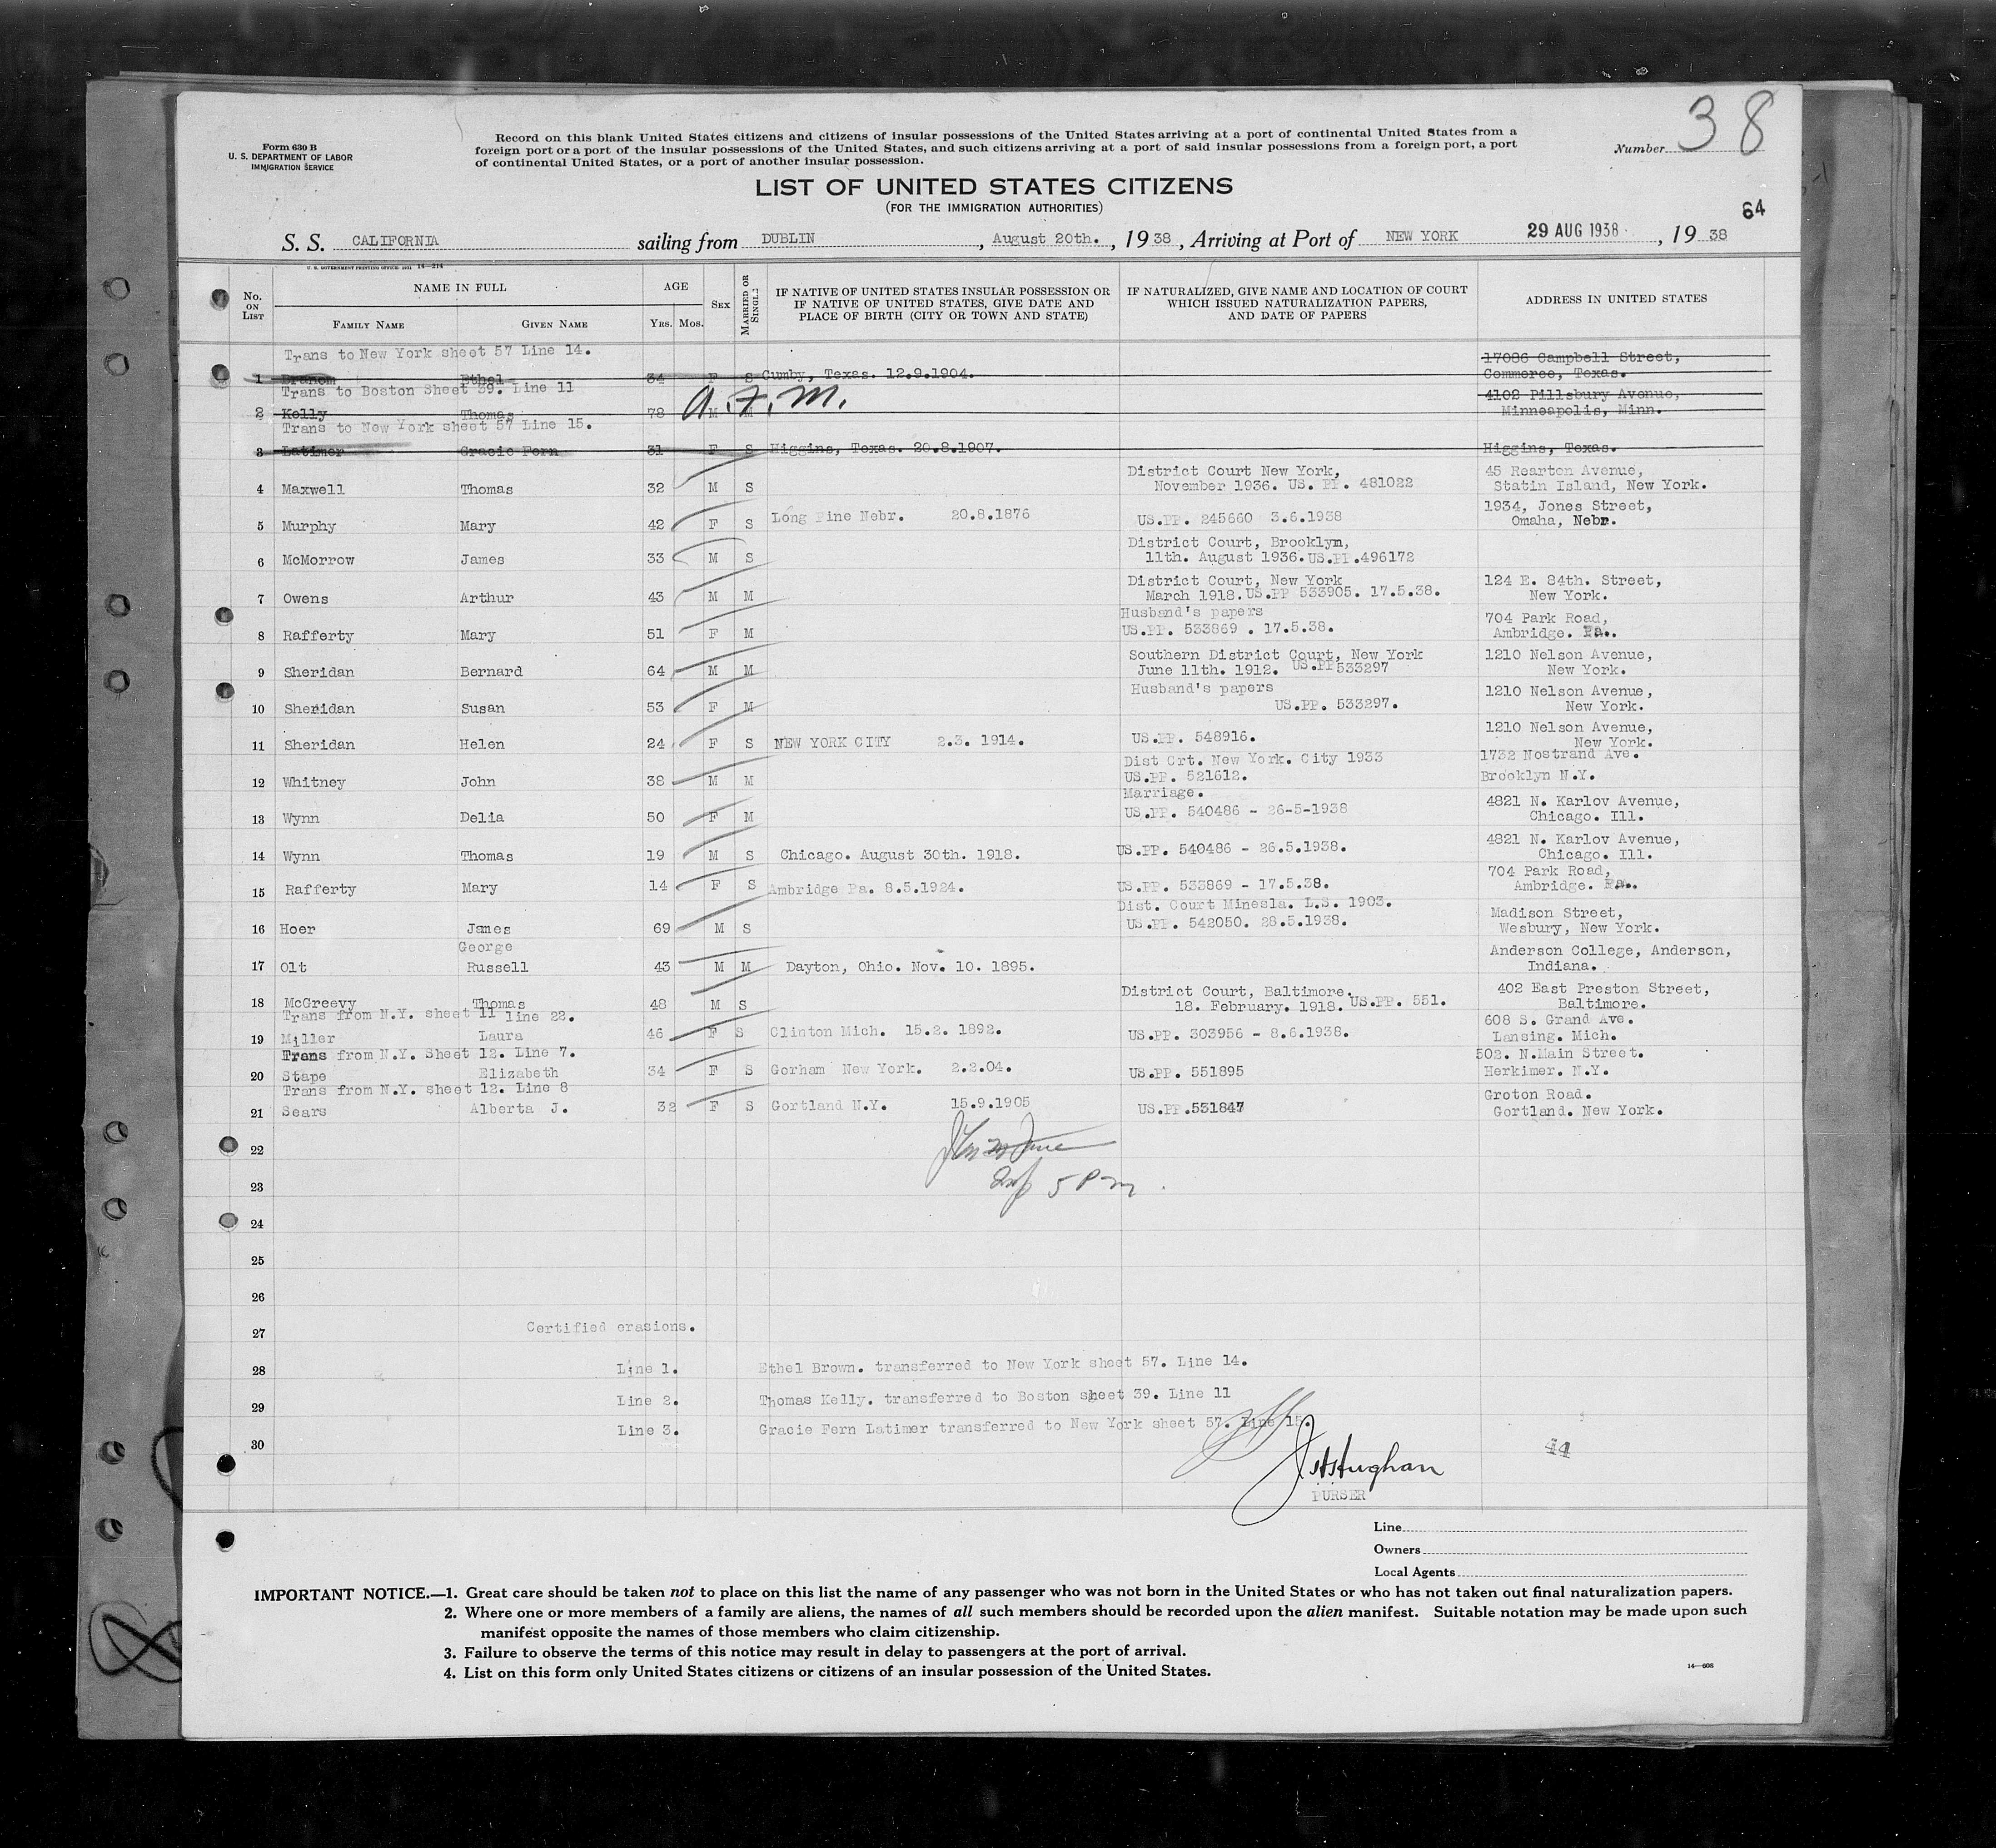 38
Form 630 B
U. S. DEPARTMENT OF LABOR
IMMIGRATION SERVICE
Record on this blank United States citizens and citizens of insular possessions of the United States arriving at a port of continental United States from a
foreign port or a port of the insular possessions of the United States, and such citizens arriving at a port of said insular possessions from a foreign port, a port
of continental United States, or a port of another insular possession.
Number
LIST OF UNITED STATES CITIZENS
(FOR THE IMMIGRATION AUTHORITIES)
64
S. S. CALIFORNIA sailing from DUBLIN, August 20th., 1938, Arriving at Port of NEW YORK 29 AUG 1938, 19 38
U. S. GOVERNMENT PRINTING OFFICE: 1931 14—214
No. ON LIST NAME IN FULL FAMILY NAME GIVEN NAME AGE YRS. MOS. SEX MARRIED OR SINGLE IF NATIVE OF UNITED STATES INSULAR POSSESSION OR IF NATIVE OF UNITED STATES, GIVE DATE AND PLACE OF BIRTH (CITY OR TOWN AND STATE) IF NATURALIZED, GIVE NAME AND LOCATION OF COURT WHICH ISSUED NATURALIZATION PAPERS, AND DATE OF PAPERS ADDRESS IN UNITED STATES
Trans to New York sheet 57 Line 14.
17086 Campbell Street,
1 Branom Ethel 34 F S Cumby, Texas. 12.9.1904. Commerce, Texas.
Trans to Boston Sheet 39. Line 11
4102 Pillsbury Avenue,
2 Kelly Thomas 78 M M Minneapolis, Minn.
A.F.M.
Trans to New York sheet 57 Line 15.
3 Latimer Gracie Fern 31 F S Higgins, Texas. 20.8.1907. Higgins, Texas.
District Court New York, 45 Rearton Avenue,
4 Maxwell Thomas 32 M S November 1936. US. PP. 481022 Statin Island, New York.
1934, Jones Street,
5 Murphy Mary 42 F S Long Pine Nebr. 20.8.1876 US.PP. 245660 3.6.1938 Omaha, Nebr.
District Court, Brooklyn,
6 McMorrow James 33 M S 11th. August 1936. US.PP.496172
District Court, New York 124 E. 84th. Street,
7 Owens Arthur 43 M M March 1918. US.PP 533905. 17.5.38. New York.
Husband's papers 704 Park Road,
8 Rafferty Mary 51 F M US.PP. 533869 . 17.5.38. Ambridge. Pa..
Southern District Court, New York 1210 Nelson Avenue,
9 Sheridan Bernard 64 M M June 11th. 1912. US.PP533297 New York.
Husband's papers 1210 Nelson Avenue,
10 Sheridan Susan 53 F M US.PP. 533297. New York.
1210 Nelson Avenue,
11 Sheridan Helen 24 F S NEW YORK CITY 2.3. 1914. US.PP. 548916. New York.
Dist Crt. New York. City 1933 1732 Nostrand Ave.
12 Whitney John 38 M M US.PP. 521612. Brooklyn N.Y.
Marriage. 4821 N. Karlov Avenue,
13 Wynn Delia 50 F M US.PP. 540486 - 26-5-1938 Chicago. Ill.
4821 N. Karlov Avenue,
14 Wynn Thomas 19 M S Chicago. August 30th. 1918. US.PP. 540486 - 26.5.1938. Chicago. Ill.
704 Park Road,
15 Rafferty Mary 14 F S Ambridge Pa. 8.5.1924. US.PP. 533869 - 17.5.38. Ambridge. Pa..
Dist. Court Minesla. L.S. 1903. Madison Street,
16 Hoer James 69 M S US.PP. 542050. 28.5.1938. Wesbury, New York.
George Anderson College, Anderson,
17 Olt Russell 43 M M Dayton, Ohio. Nov. 10. 1895. Indiana.
District Court, Baltimore. 402 East Preston Street,
18 McGreevy Thomas 48 M S 18. February. 1918. US.PP. 551. Baltimore.
Trans from N.Y. sheet 11 line 22. 608 S. Grand Ave.
19 Miller Laura 46 F S Clinton Mich. 15.2. 1892. US.PP. 303956 - 8.6.1938. Lansing. Mich.
Trans from N.Y. Sheet 12. Line 7. 502. N.Main Street.
20 Stape Elizabeth 34 F S Gorham New York. 2.2.04. US.PP. 551895 Herkimer. N.Y.
Trans from N.Y. sheet 12. Line 8 Groton Road.
21 Sears Alberta J. 32 F S Gortland N.Y. 15.9.1905 US.PP.531847 Gortland. New York.
22
23 5 Pm
24
25
26
27 Certified erasions.
28 Line 1. Ethel Brown. transferred to New York sheet 57. Line 14.
29 Line 2. Thomas Kelly. transferred to Boston sheet 39. Line 11
30 Line 3. Gracie Fern Latimer transferred to New York sheet 57. Line 15.
44
PURSER
Line
Owners
Local Agents
IMPORTANT NOTICE.—1. Great care should be taken not to place on this list the name of any passenger who was not born in the United States or who has not taken out final naturalization papers.
2. Where one or more members of a family are aliens, the names of all such members should be recorded upon the alien manifest. Suitable notation may be made upon such
manifest opposite the names of those members who claim citizenship.
3. Failure to observe the terms of this notice may result in delay to passengers at the port of arrival.
4. List on this form only United States citizens or citizens of an insular possession of the United States.
14—608